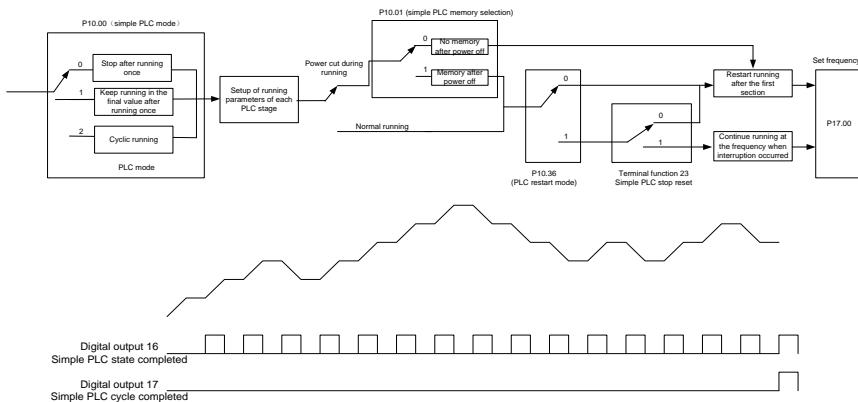 P10.00（simple PLC mode）
0
Stop after running
once
1
Keep running in the
final value after
running once
2
Cyclic running
PLC mode
Setup of running
parameters of each
PLC stage
Power cut during
running
Normal running
P10.01 (simple PLC memory selection)
0
No memory
after power off
1
Memory after
power off
0
1
P10.36
(PLC restart mode)
0
1
Terminal function 23
Simple PLC stop reset
Restart running
after the first
section
Continue running at
the frequency when
interruption occurred
Set frequency
P17.00
Digital output 16
Simple PLC state completed
Digital output 17
Simple PLC cycle completed